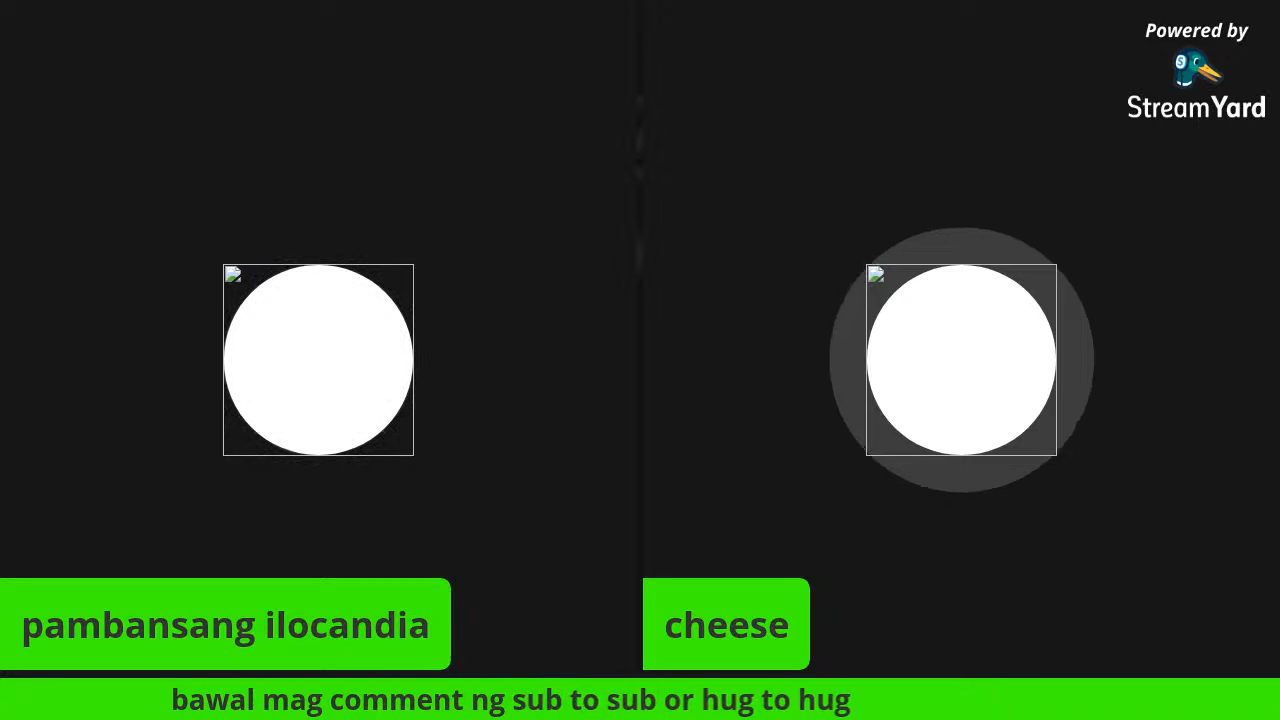 Powered by
StreamYard
pambansang ilocandia
cheese
bawal mag comment ng sub to sub or hug to hug